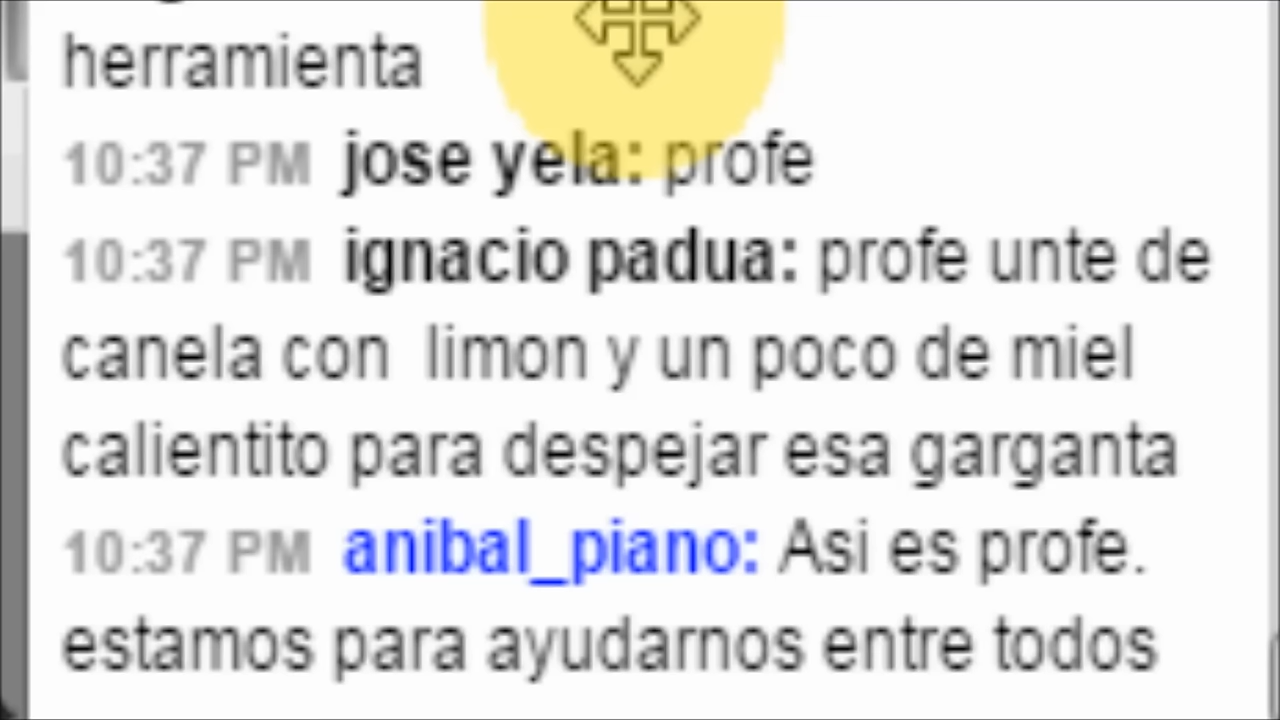 herramienta
10:37 PM jose yela: profe
10:37 PM ignacio padua: profe unte de
canela con limon y un poco de miel
calientito para despejar esa garganta
10:37 PM anibal_piano: Asi es profe.
estamos para ayudarnos entre todos